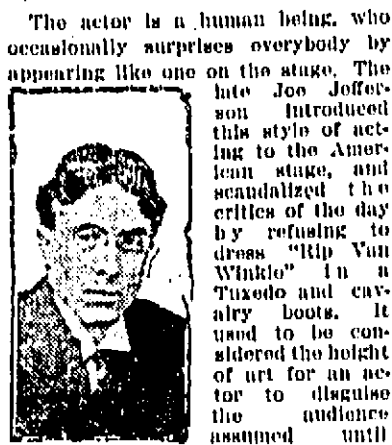 The actor is a human being, who
occasionally surprises everybody by
appearing like one on the stage. The
late Joe Jeffer-
son introduced
this style of act-
ing to the Amer-
ican stage, and
scandalized the
critics of the day
by refusing to
dress "Rip Van
Winkle" in a
Tuxedo and cav-
alry boots. It
used to be con-
sidered the height
of art for an ac-
tor to disguise
the audience
assumed until